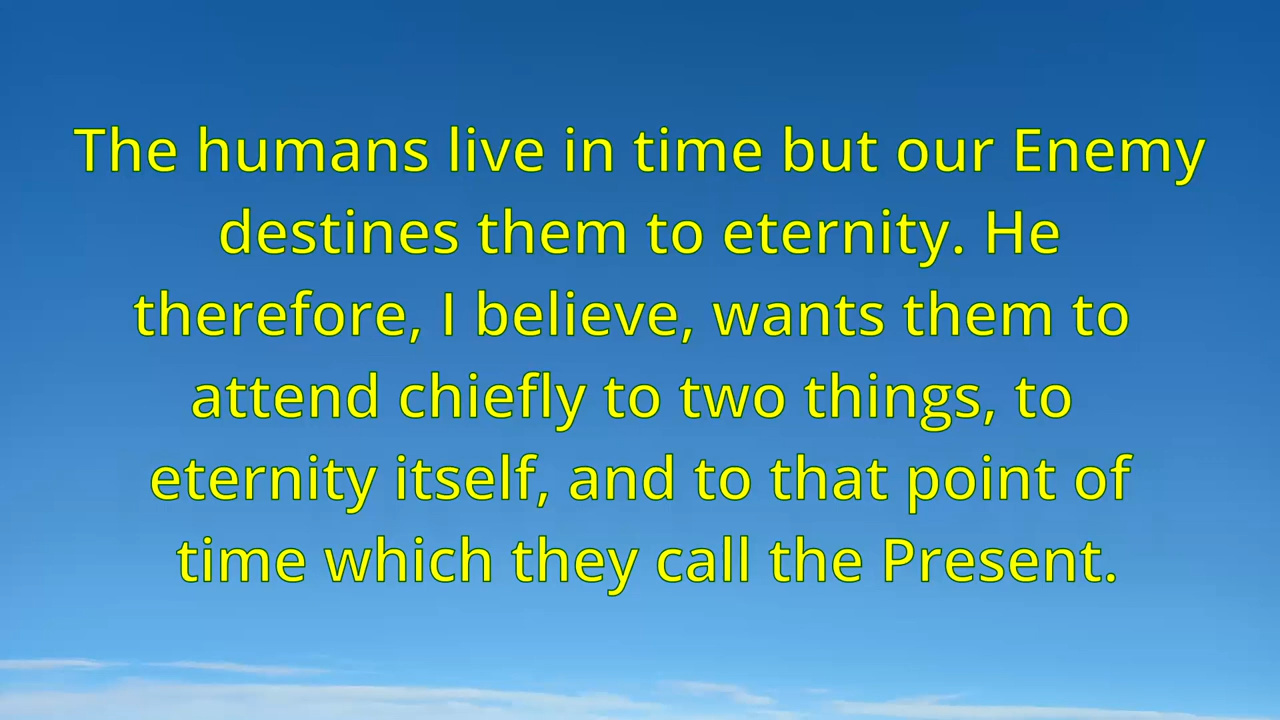 The humans live in time but our Enemy
destines them to eternity. He
therefore, I believe, wants them to
attend chiefly to two things, to
eternity itself, and to that point of
time which they call the Present.